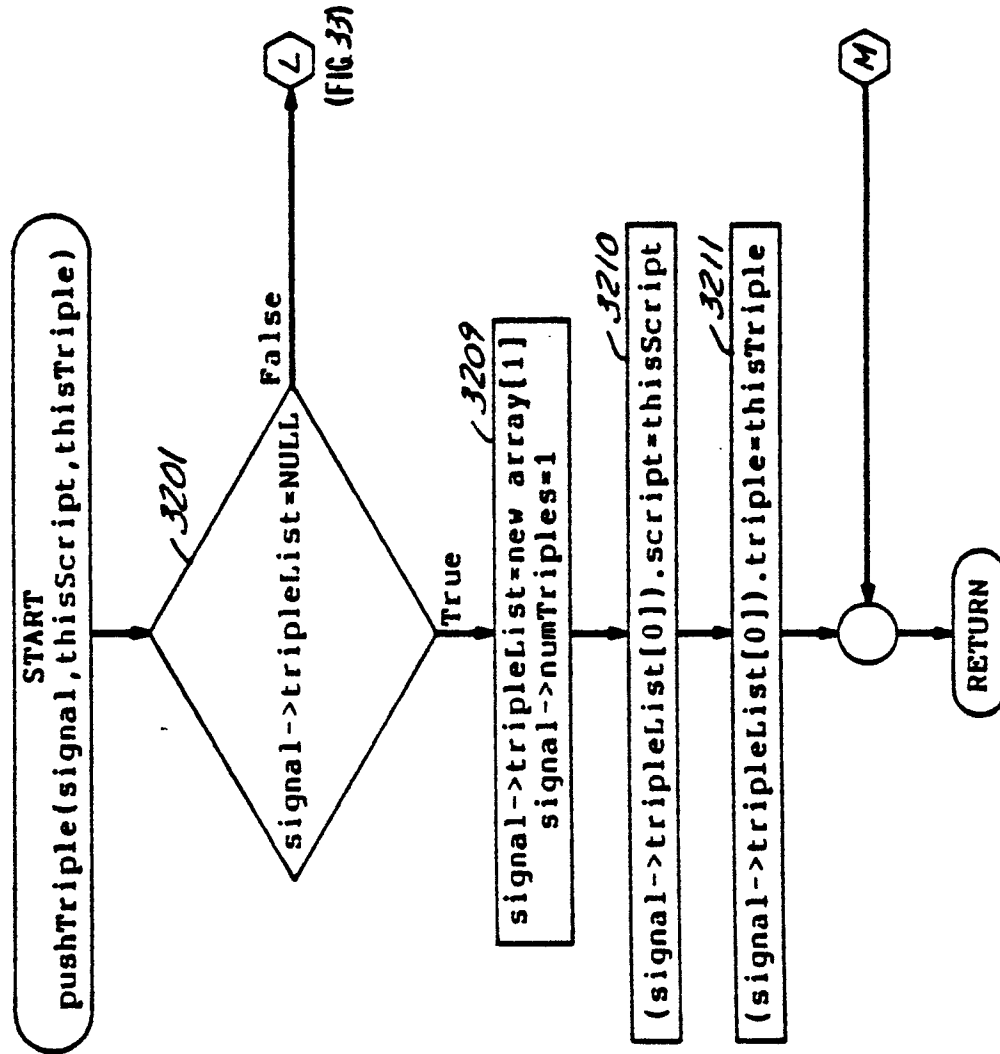 START
pushTriple(signal,thisScript,thisTriple)
3201
signal->tripleList=NULL
False
L
(FIG.33)
True
3209
signal->tripleList=new array[1]
signal->numTriples=1
3210
(signal->tripleList[0]).script=thisScript
3211
(signal->tripleList[0]).triple=thisTriple
M
RETURN